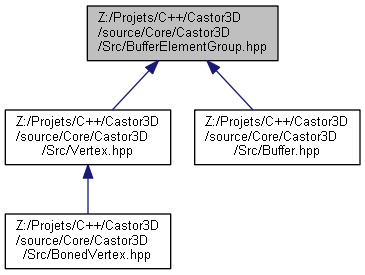 Z:/Projets/C++/Castor3D
/source/Core/Castor3D
/Src/BufferElementGroup.hpp
Z:/Projets/C++/Castor3D
/source/Core/Castor3D
/Src/Vertex.hpp
Z:/Projets/C++/Castor3D
/source/Core/Castor3D
/Src/Buffer.hpp
Z:/Projets/C++/Castor3D
/source/Core/Castor3D
/Src/BonedVertex.hpp